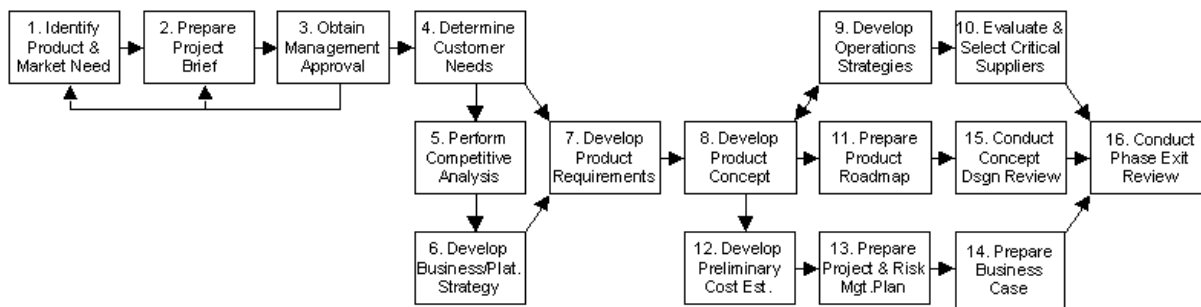 1. Identify
Product &
Market Need
2. Prepare
Project
Brief
3. Obtain
Management
Approval
4. Determine
Customer
Needs
5. Perform
Competitive
Analysis
6. Develop
Business/Plat.
Strategy
7. Develop
Product
Requirements
8. Develop
Product
Concept
9. Develop
Operations
Strategies
10. Evaluate &
Select Critical
Suppliers
11. Prepare
Product
Roadmap
15. Conduct
Concept
Dsgn Review
16. Conduct
Phase Exit
Review
12. Develop
Preliminary
Cost Est.
13. Prepare
Project & Risk
Mgt.Plan
14. Prepare
Business
Case